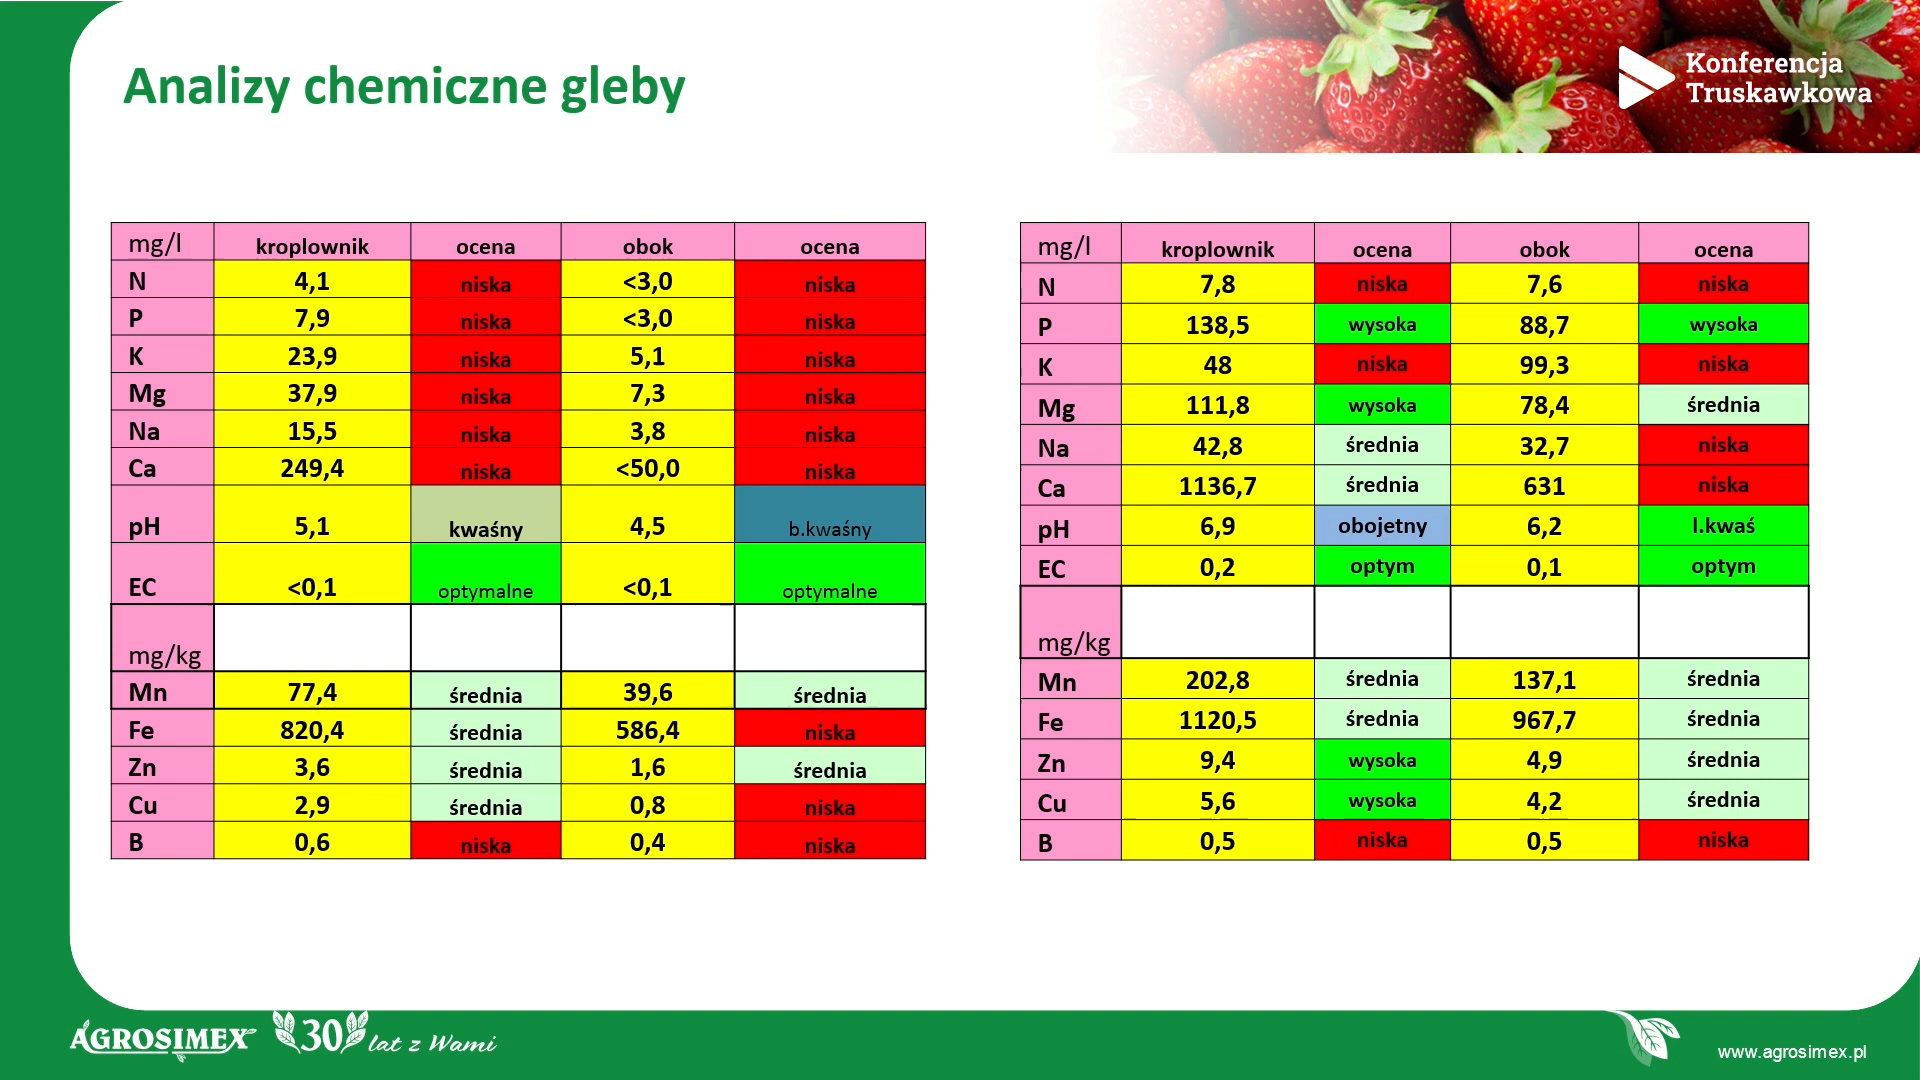 Analizy chemiczne gleby
Konferencja
Truskawkowa
mg/l kroplownik ocena obok ocena
N 4,1 niska <3,0 niska
P 7,9 niska <3,0 niska
K 23,9 niska 5,1 niska
Mg 37,9 niska 7,3 niska
Na 15,5 niska 3,8 niska
Ca 249,4 niska <50,0 niska
pH 5,1 kwaśny 4,5 b.kwaśny
EC <0,1 optymalne <0,1 optymalne
mg/kg
Mn 77,4 średnia 39,6 średnia
Fe 820,4 średnia 586,4 niska
Zn 3,6 średnia 1,6 średnia
Cu 2,9 średnia 0,8 niska
B 0,6 niska 0,4 niska
mg/l kroplownik ocena obok ocena
N 7,8 niska 7,6 niska
P 138,5 wysoka 88,7 wysoka
K 48 niska 99,3 niska
Mg 111,8 wysoka 78,4 średnia
Na 42,8 średnia 32,7 niska
Ca 1136,7 średnia 631 niska
pH 6,9 obojetny 6,2 l.kwaś
EC 0,2 optym 0,1 optym
mg/kg
Mn 202,8 średnia 137,1 średnia
Fe 1120,5 średnia 967,7 średnia
Zn 9,4 wysoka 4,9 średnia
Cu 5,6 wysoka 4,2 średnia
B 0,5 niska 0,5 niska
AGROSIMEX 30 lat z Wami
www.agrosimex.pl